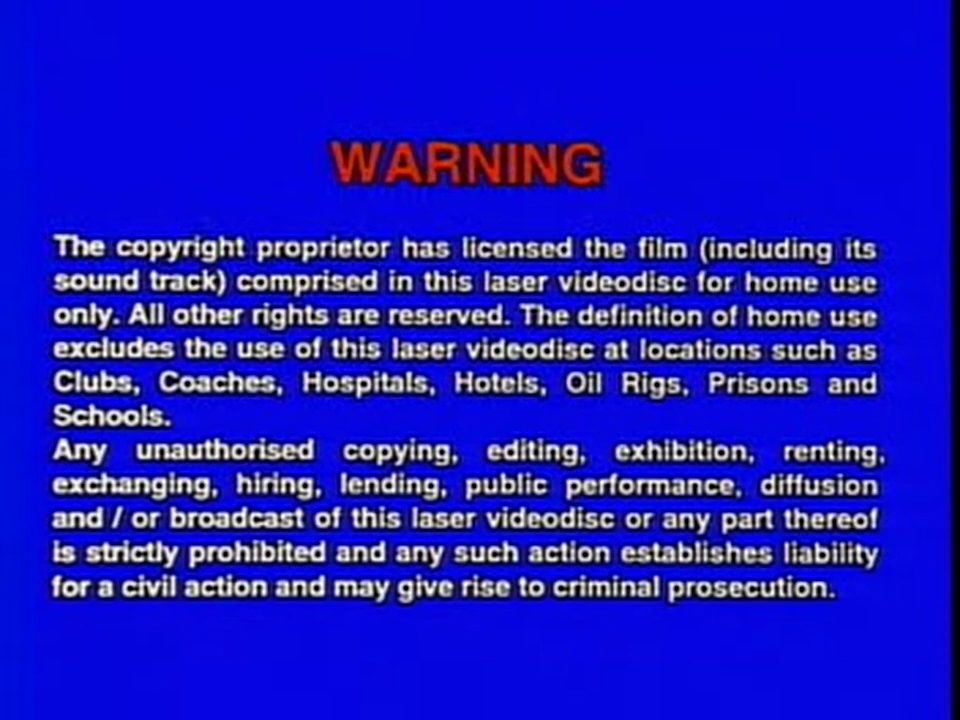 WARNING
The copyright proprietor has licensed the film (including its
sound track) comprised in this laser videodisc for home use
only. All other rights are reserved. The definition of home use
excludes the use of this laser videodisc at locations such as
Clubs, Coaches, Hospitals, Hotels, Oil Rigs, Prisons and
Schools.
Any unauthorised copying, editing, exhibition, renting,
exchanging, hiring, lending, public performance, diffusion
and / or broadcast of this laser videodisc or any part thereof
is strictly prohibited and any such action establishes liability
for a civil action and may give rise to criminal prosecution.